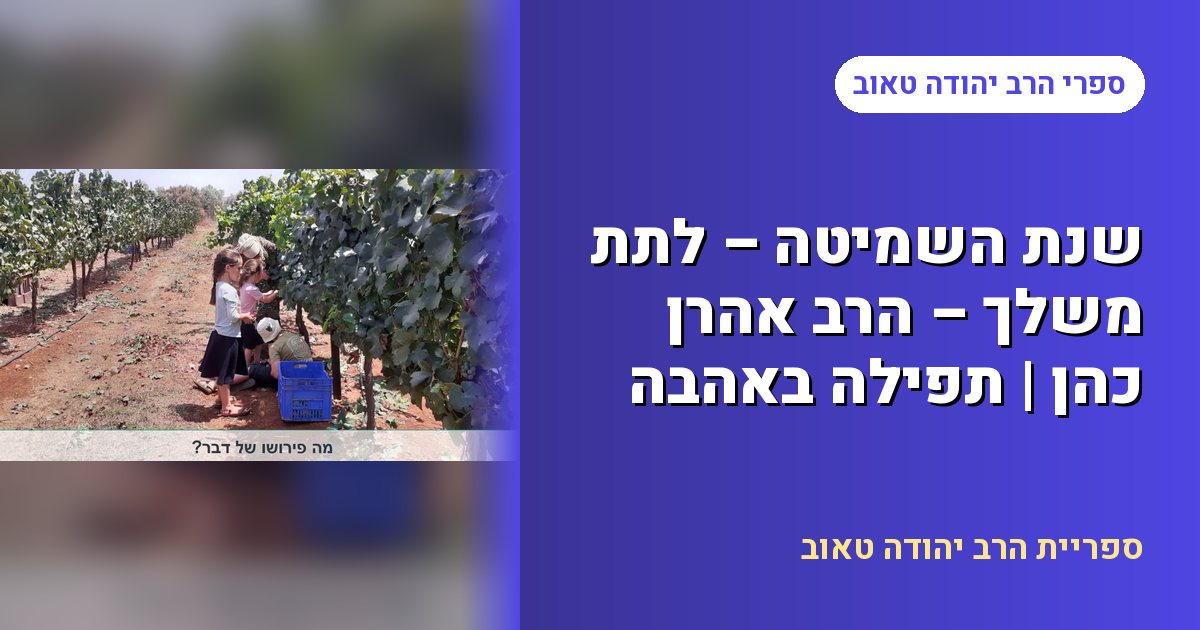 ספרי הרב יהודה טאוב
שנת השמיטה – לתת
משלך – הרב אהרן
כהן | תפילה באהבה
מה פירושו של דבר?
ספריית הרב יהודה טאוב